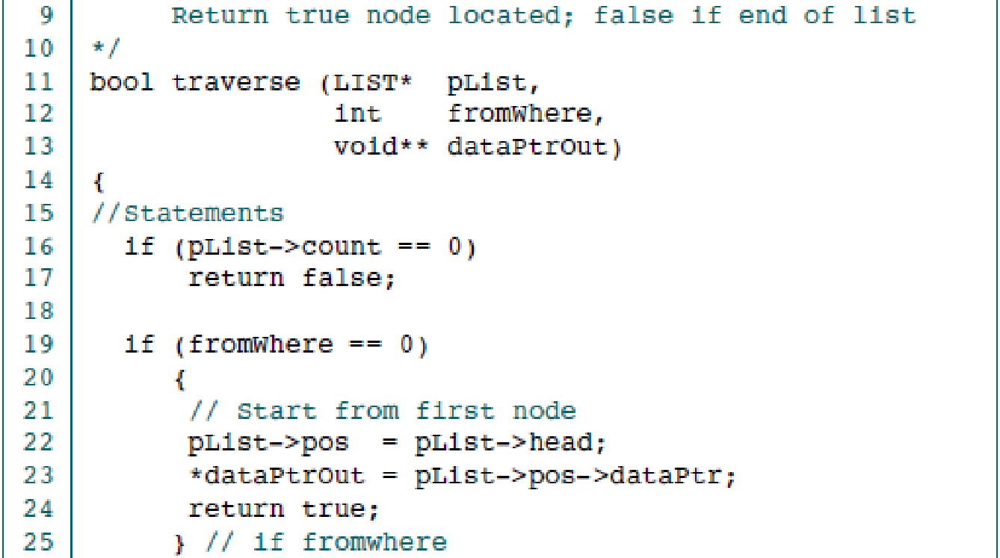 9 Return true node located; false if end of list
10 */
11 bool traverse (LIST* pList,
12 int fromWhere,
13 void** dataPtrOut)
14 {
15 //Statements
16 if (pList->count == 0)
17 return false;
18
19 if (fromWhere == 0)
20 {
21 // Start from first node
22 pList->pos = pList->head;
23 *dataPtrOut = pList->pos->dataPtr;
24 return true;
25 } // if fromwhere